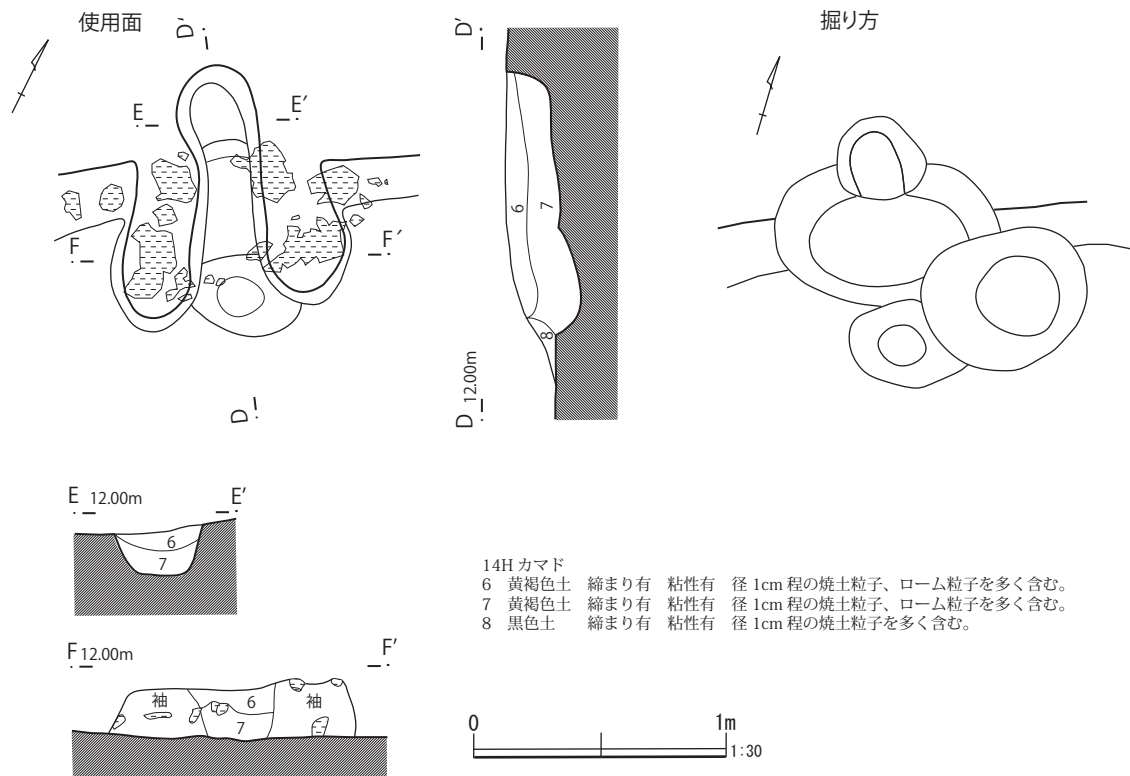 使用面
D′
E
E′
F
F′
D
D′
6
7
8
D 12.00m
掘り方
E 12.00m
E′
6
7
F 12.00m
F′
袖
6
袖
7
14H カマド
6 黄褐色土 締まり有 粘性有 径 1cm 程の焼土粒子、ローム粒子を多く含む。
7 黄褐色土 締まり有 粘性有 径 1cm 程の焼土粒子、ローム粒子を多く含む。
8 黒色土 締まり有 粘性有 径 1cm 程の焼土粒子を多く含む。
0
1m
1:30